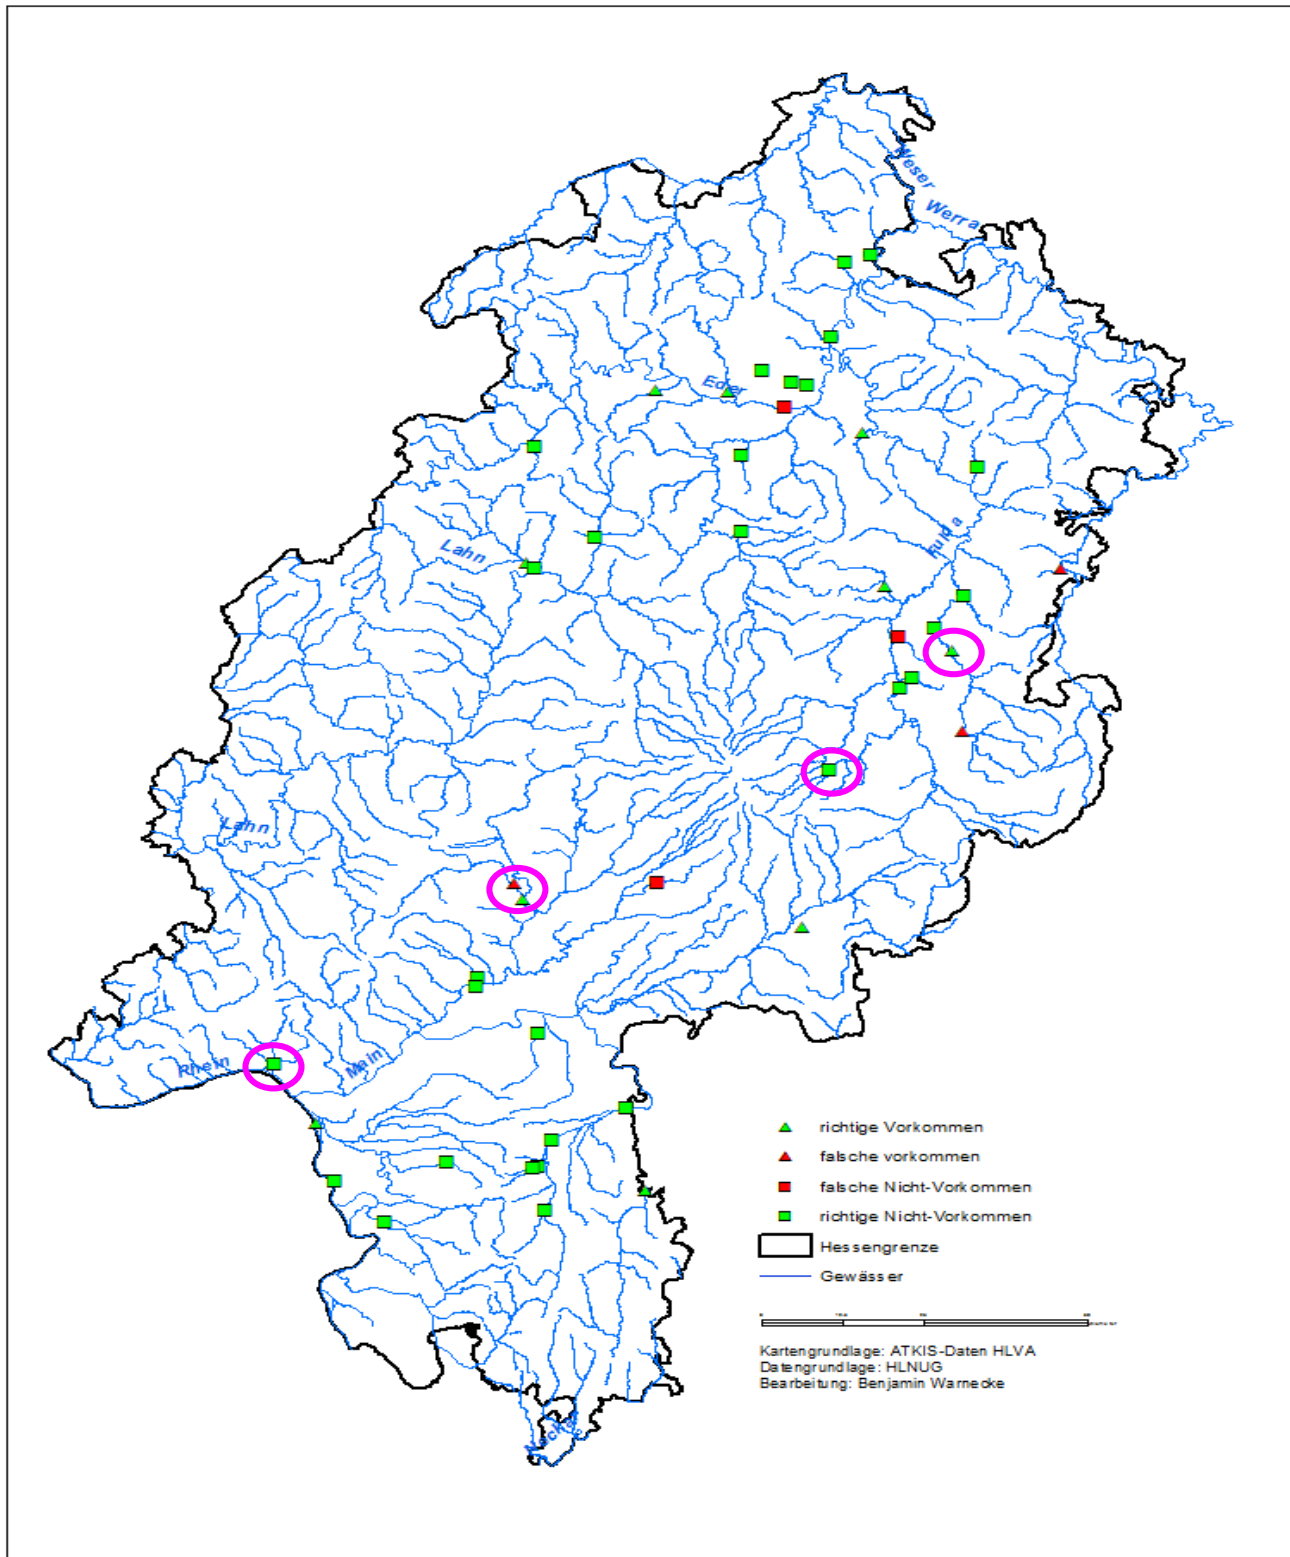 Weser
Werra
Eder
Fulda
Lahn
Lahn
Rhein
Main
Neckar
richtige Vorkommen
falsche vorkommen
falsche Nicht-Vorkommen
richtige Nicht-Vorkommen
Hessengrenze
Gewässer
Kartengrundlage: ATKIS-Daten HLVA
Datengrundlage: HLNUG
Bearbeitung: Benjamin Warnecke